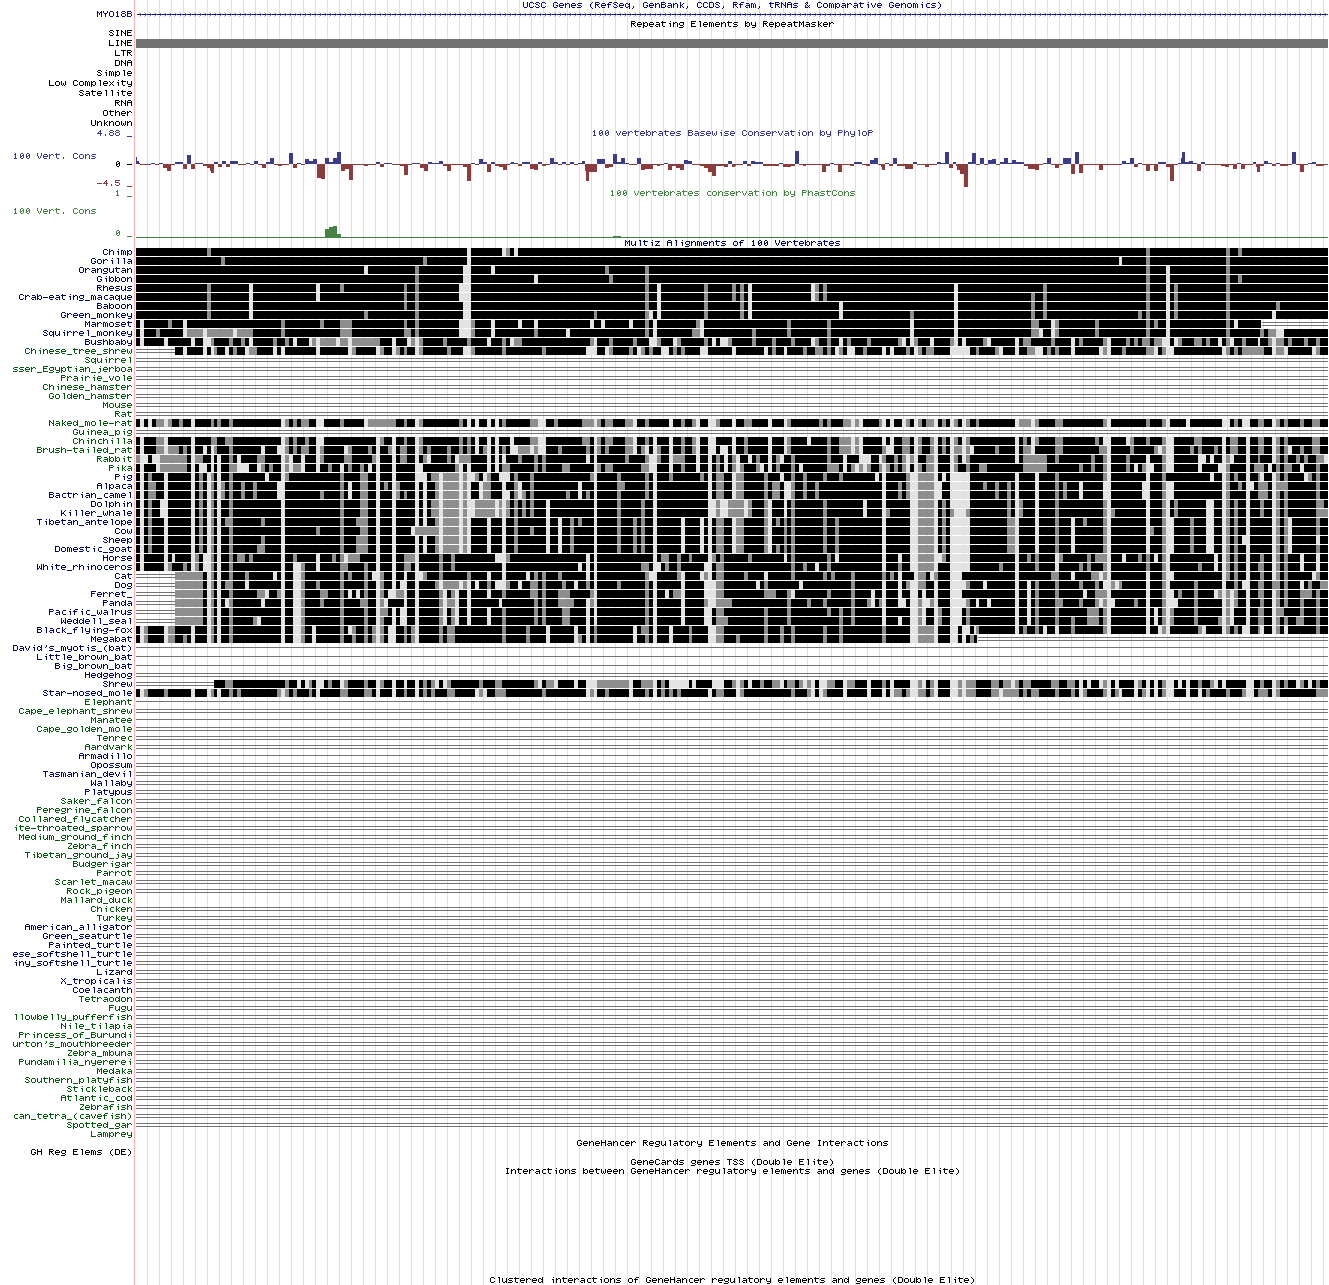 UCSC Genes (RefSeq, GenBank, CCDS, Rfam, tRNAs & Comparative Genomics)
MYO18B
Repeating Elements by RepeatMasker
SINE
LINE
LTR
DNA
Simple
Low Complexity
Satellite
RNA
Other
Unknown
100 vertebrates Basewise Conservation by PhyloP
4.88 _
100 Vert. Cons
0 _
-4.5 _
100 vertebrates conservation by PhastCons
1 _
100 Vert. Cons
0 _
Multiz Alignments of 100 Vertebrates
Chimp
Gorilla
Orangutan
Gibbon
Rhesus
Crab-eating_macaque
Baboon
Green_monkey
Marmoset
Squirrel_monkey
Bushbaby
Chinese_tree_shrew
Squirrel
sser_Egyptian_jerboa
Prairie_vole
Chinese_hamster
Golden_hamster
Mouse
Rat
Naked_mole-rat
Guinea_pig
Chinchilla
Brush-tailed_rat
Rabbit
Pika
Pig
Alpaca
Bactrian_camel
Dolphin
Killer_whale
Tibetan_antelope
Cow
Sheep
Domestic_goat
Horse
White_rhinoceros
Cat
Dog
Ferret_
Panda
Pacific_walrus
Weddell_seal
Black_flying-fox
Megabat
David's_myotis_(bat)
Little_brown_bat
Big_brown_bat
Hedgehog
Shrew
Star-nosed_mole
Elephant
Cape_elephant_shrew
Manatee
Cape_golden_mole
Tenrec
Aardvark
Armadillo
Opossum
Tasmanian_devil
Wallaby
Platypus
Saker_falcon
Peregrine_falcon
Collared_flycatcher
ite-throated_sparrow
Medium_ground_finch
Zebra_finch
Tibetan_ground_jay
Budgerigar
Parrot
Scarlet_macaw
Rock_pigeon
Mallard_duck
Chicken
Turkey
American_alligator
Green_seaturtle
Painted_turtle
ese_softshell_turtle
iny_softshell_turtle
Lizard
X_tropicalis
Coelacanth
Tetraodon
Fugu
llowbelly_pufferfish
Nile_tilapia
Princess_of_Burundi
urton's_mouthbreeder
Zebra_mbuna
Pundamilia_nyererei
Medaka
Southern_platyfish
Stickleback
Atlantic_cod
Zebrafish
can_tetra_(cavefish)
Spotted_gar
Lamprey
GeneHancer Regulatory Elements and Gene Interactions
GH Reg Elems (DE)
GeneCards genes TSS (Double Elite)
Interactions between GeneHancer regulatory elements and genes (Double Elite)
Clustered interactions of GeneHancer regulatory elements and genes (Double Elite)